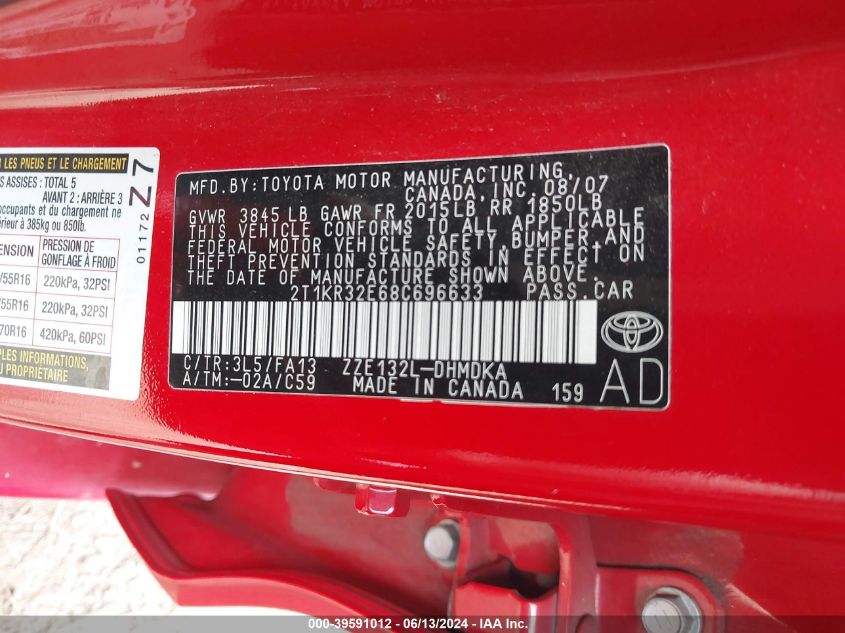 R LES PNEUS ET LE CHARGEMENT
S ASSISES: TOTAL 5
AVANT 2: ARRIÈRE 3
occupants et du chargement ne
érieur à 385kg ou 850lb.
ENSION
PRESSION DE
GONFLAGE À FROID
/55R16 220kPa, 32PSI
/55R16 220kPa, 32PSI
70R16 420kPa, 60PSI
PLES INFORMATIONS,
U PROPRIÉTAIRE
01172
Z7
MFD.BY:TOYOTA MOTOR MANUFACTURING,
CANADA, INC. 08/07
GVWR 3845LB GAWR FR 2015LB RR 1850LB
THIS VEHICLE CONFORMS TO ALL APPLICABLE
FEDERAL MOTOR VEHICLE SAFETY,BUMPER,AND
THEFT PREVENTION STANDARDS IN EFFECT ON
THE DATE OF MANUFACTURE SHOWN ABOVE.
2T1KR32E68C696633 PASS.CAR
C/TR:3L5/FA13 ZZE132L-DHMDKA
A/TM:-02A/C59 MADE IN CANADA 159
AD
000-39591012 - 06/13/2024 - IAA Inc.